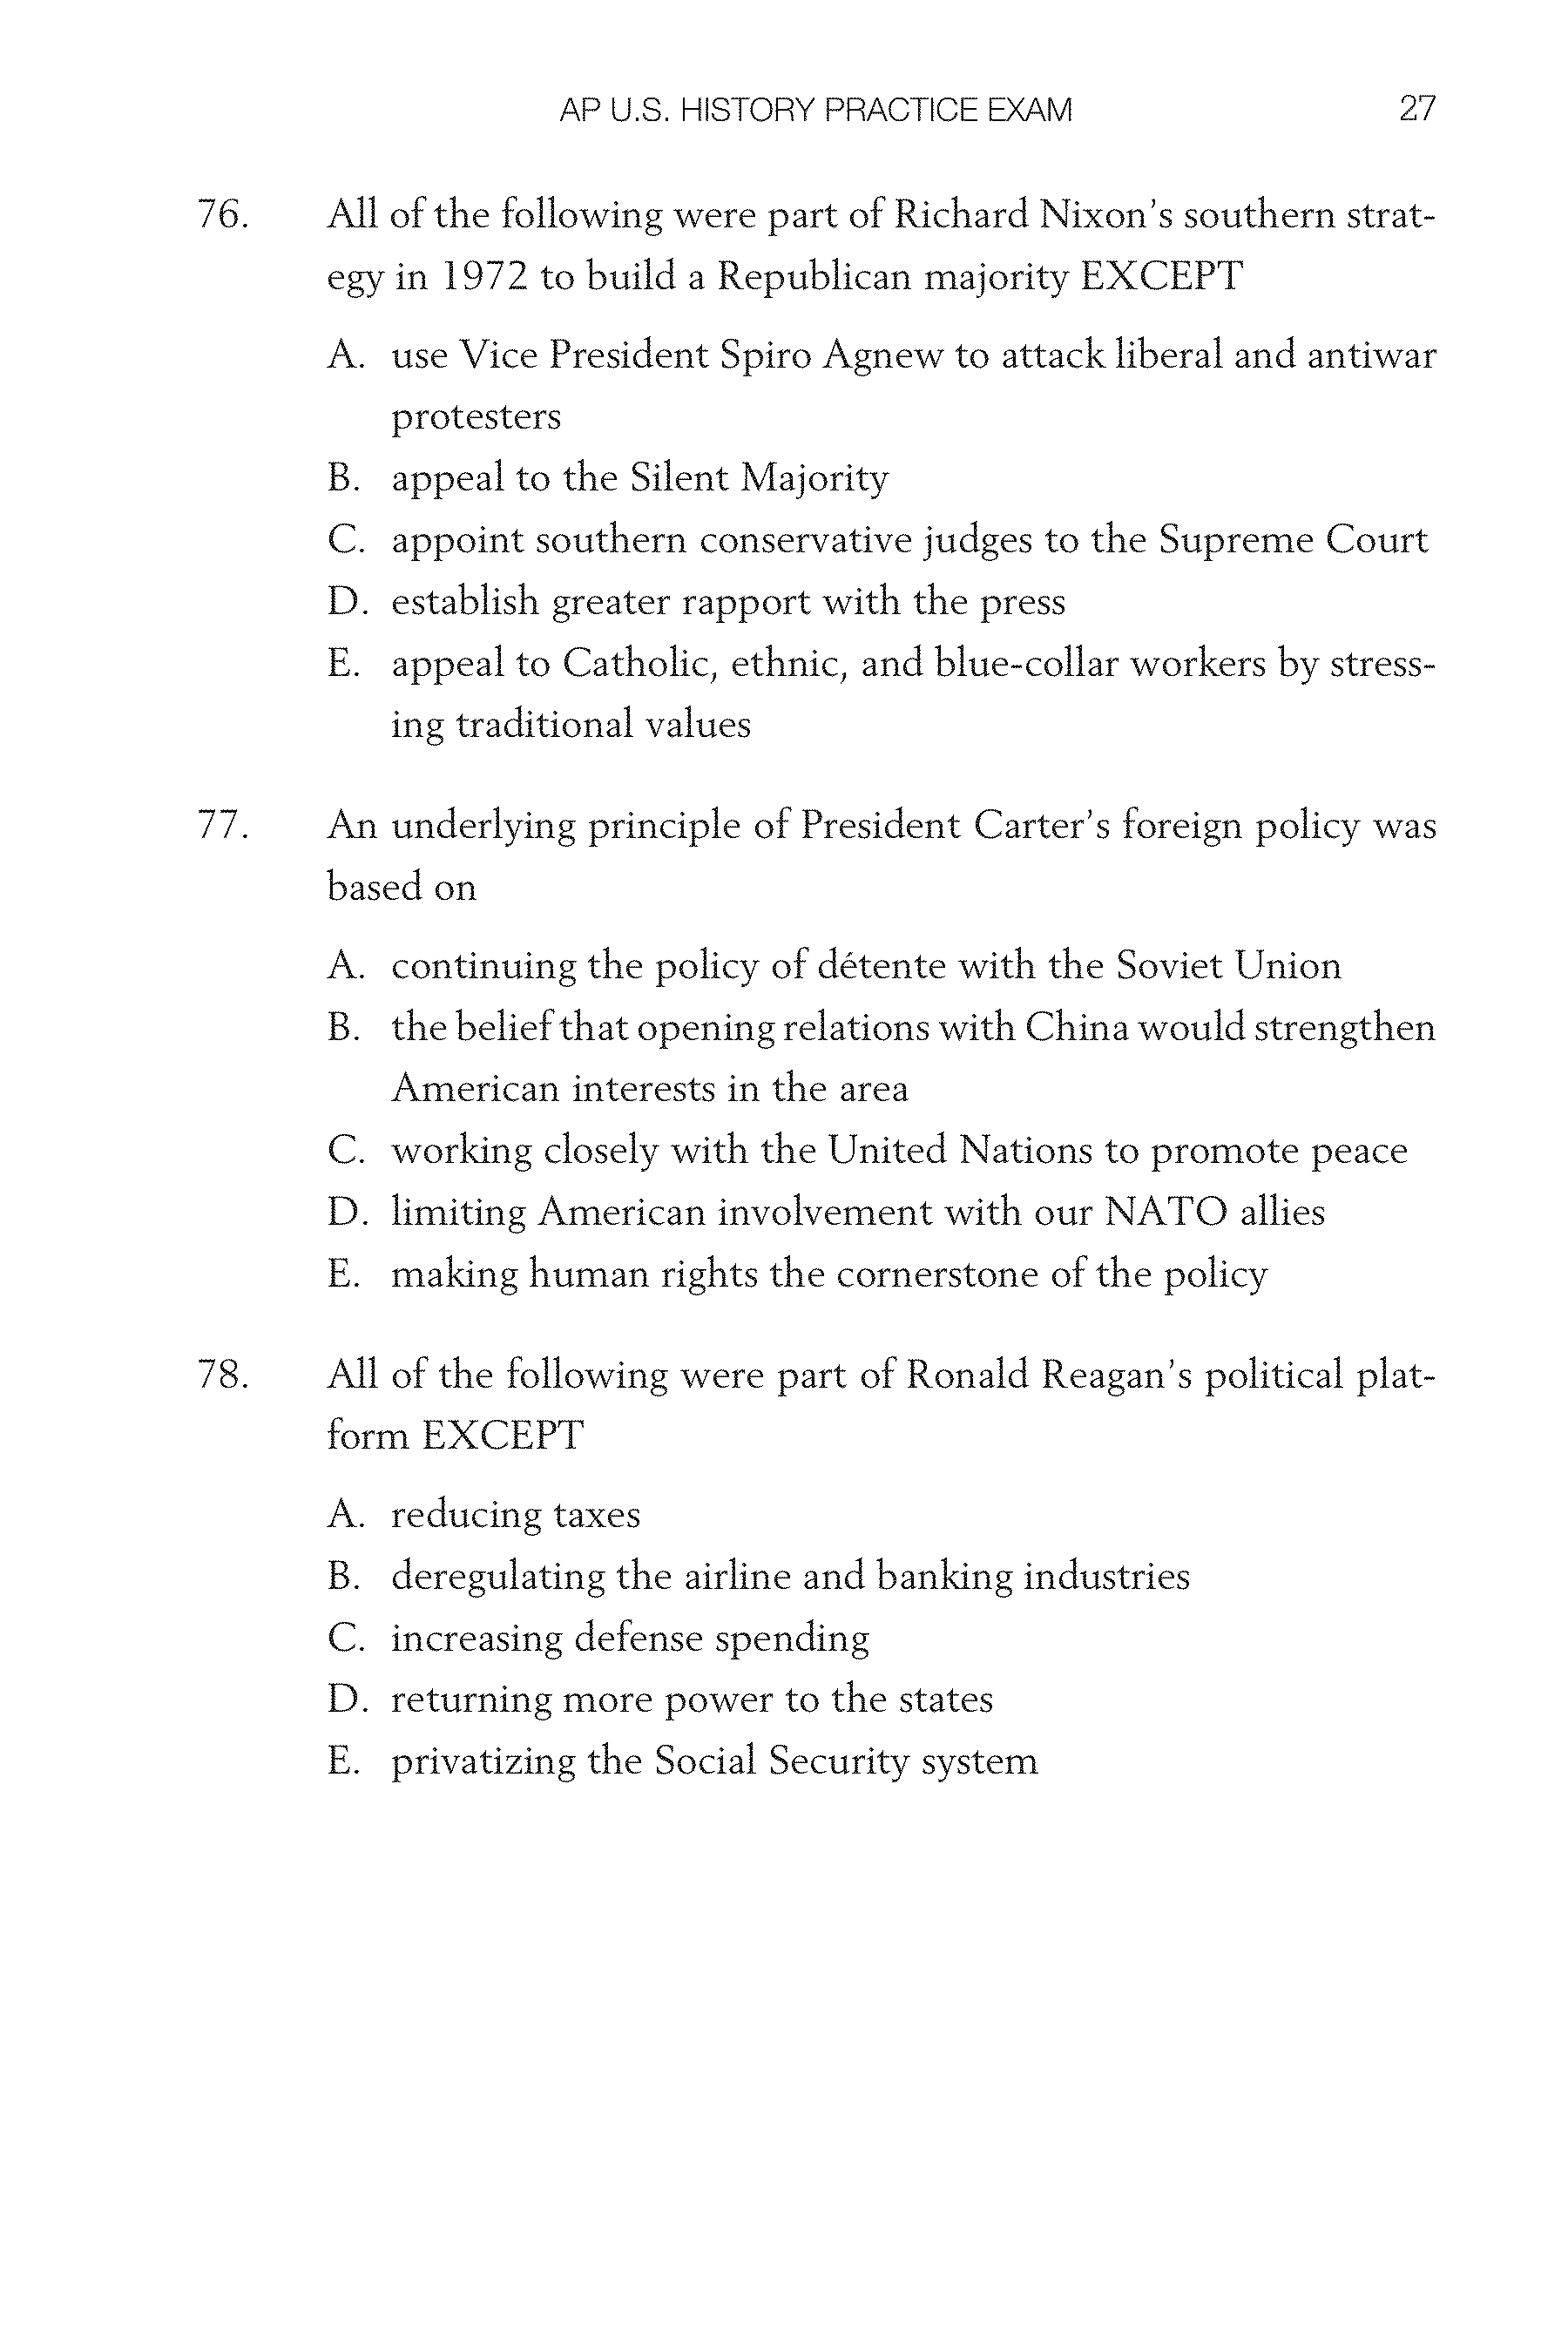 AP U.S. HISTORY PRACTICE EXAM 27
76. All of the following were part of Richard Nixon’s southern strat-
egy in 1972 to build a Republican majority EXCEPT
A. use Vice President Spiro Agnew to attack liberal and antiwar
protesters
B. appeal to the Silent Majority
C. appoint southern conservative judges to the Supreme Court
D. establish greater rapport with the press
E. appeal to Catholic, ethnic, and blue-collar workers by stress-
ing traditional values
77. An underlying principle of President Carter’s foreign policy was
based on
A. continuing the policy of détente with the Soviet Union
B. the belief that opening relations with China would strengthen
American interests in the area
C. working closely with the United Nations to promote peace
D. limiting American involvement with our NATO allies
E. making human rights the cornerstone of the policy
78. All of the following were part of Ronald Reagan’s political plat-
form EXCEPT
A. reducing taxes
B. deregulating the airline and banking industries
C. increasing defense spending
D. returning more power to the states
E. privatizing the Social Security system